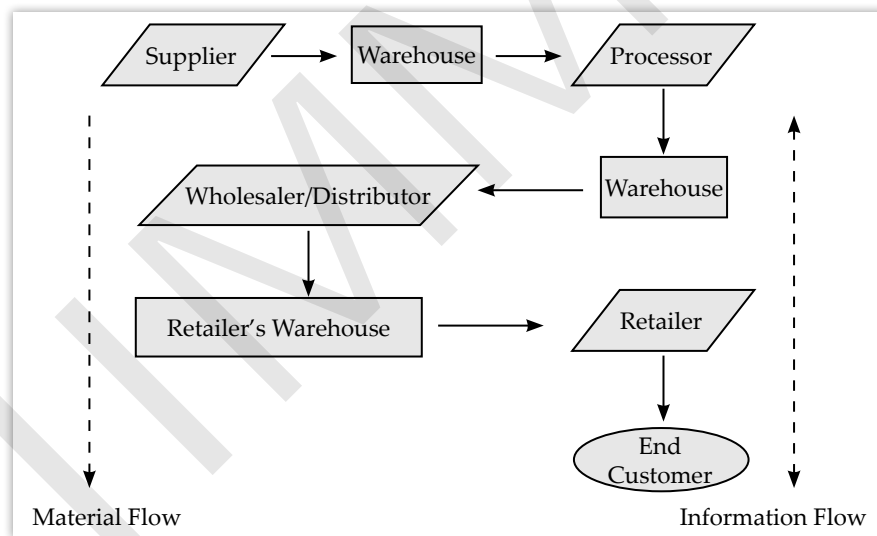 Supplier
Warehouse
Processor
Wholesaler/Distributor
Warehouse
Retailer's Warehouse
Retailer
End
Customer
Material Flow
Information Flow